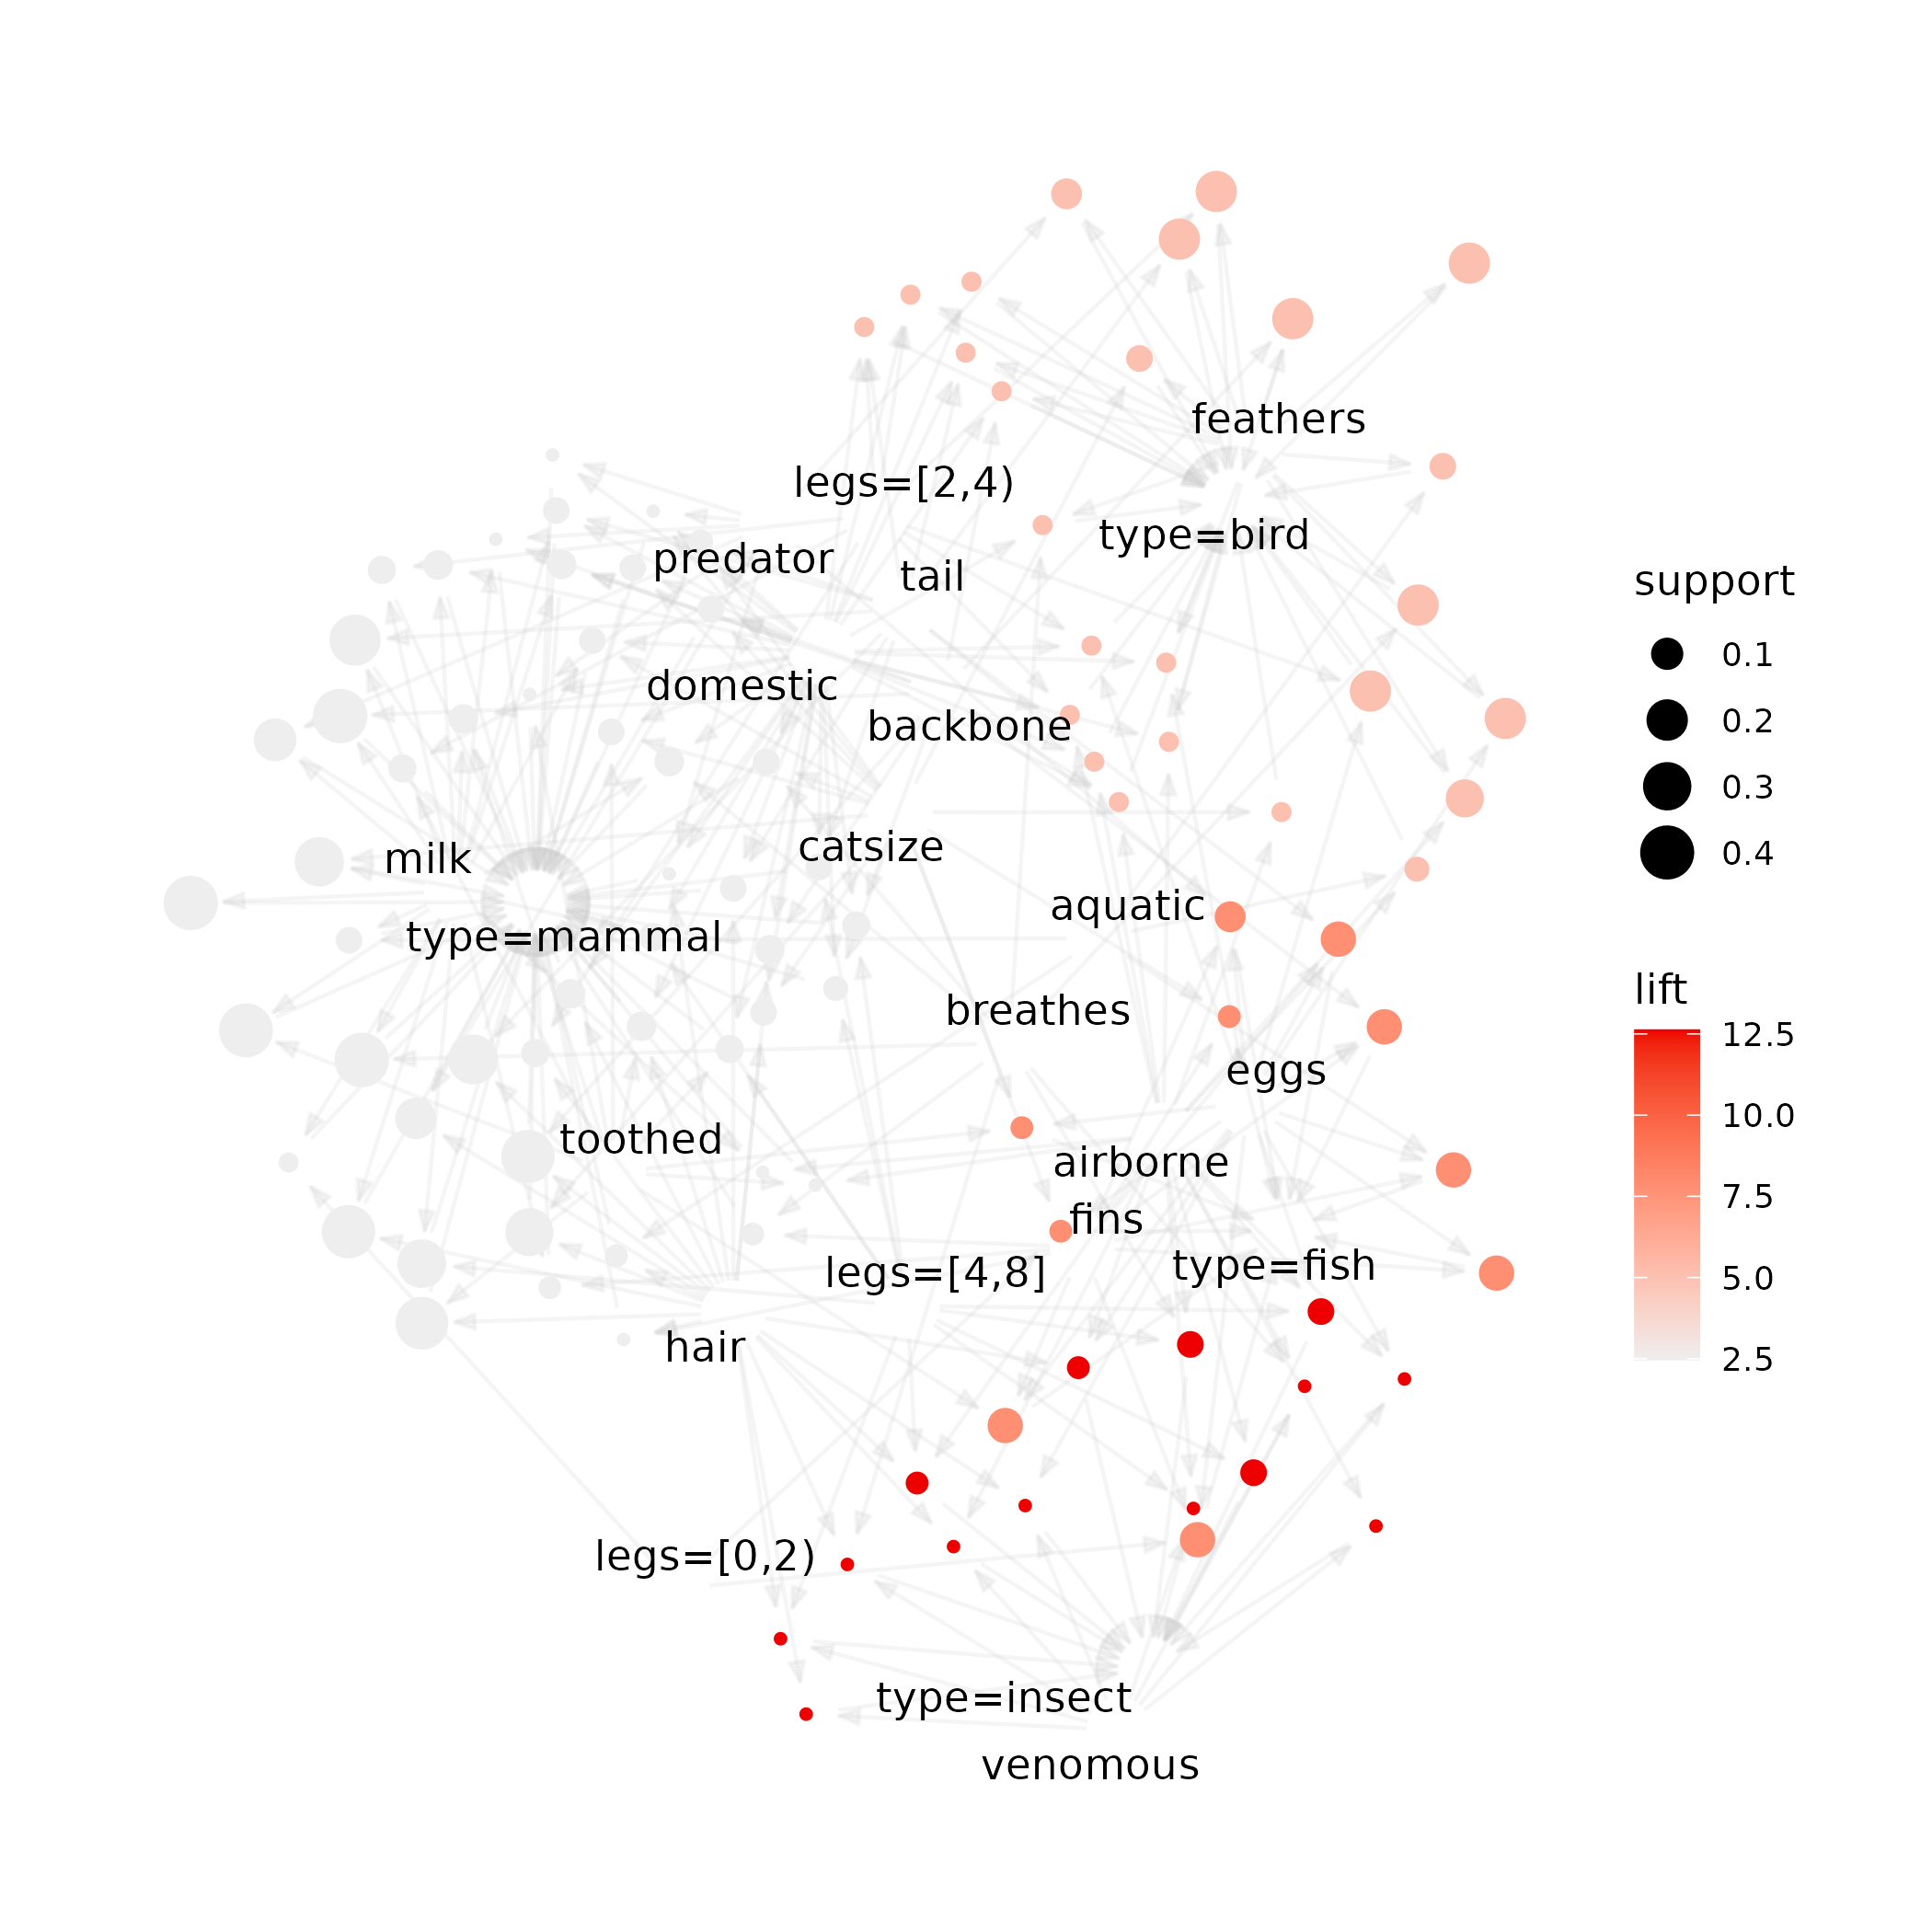 feathers
legs=[2,4)
type=bird
predator
tail
domestic
backbone
milk
catsize
type=mammal
aquatic
breathes
eggs
toothed
airborne
fins
legs=[4,8]
type=fish
hair
legs=[0,2)
type=insect
venomous
support
0.1
0.2
0.3
0.4
lift
12.5
10.0
7.5
5.0
2.5